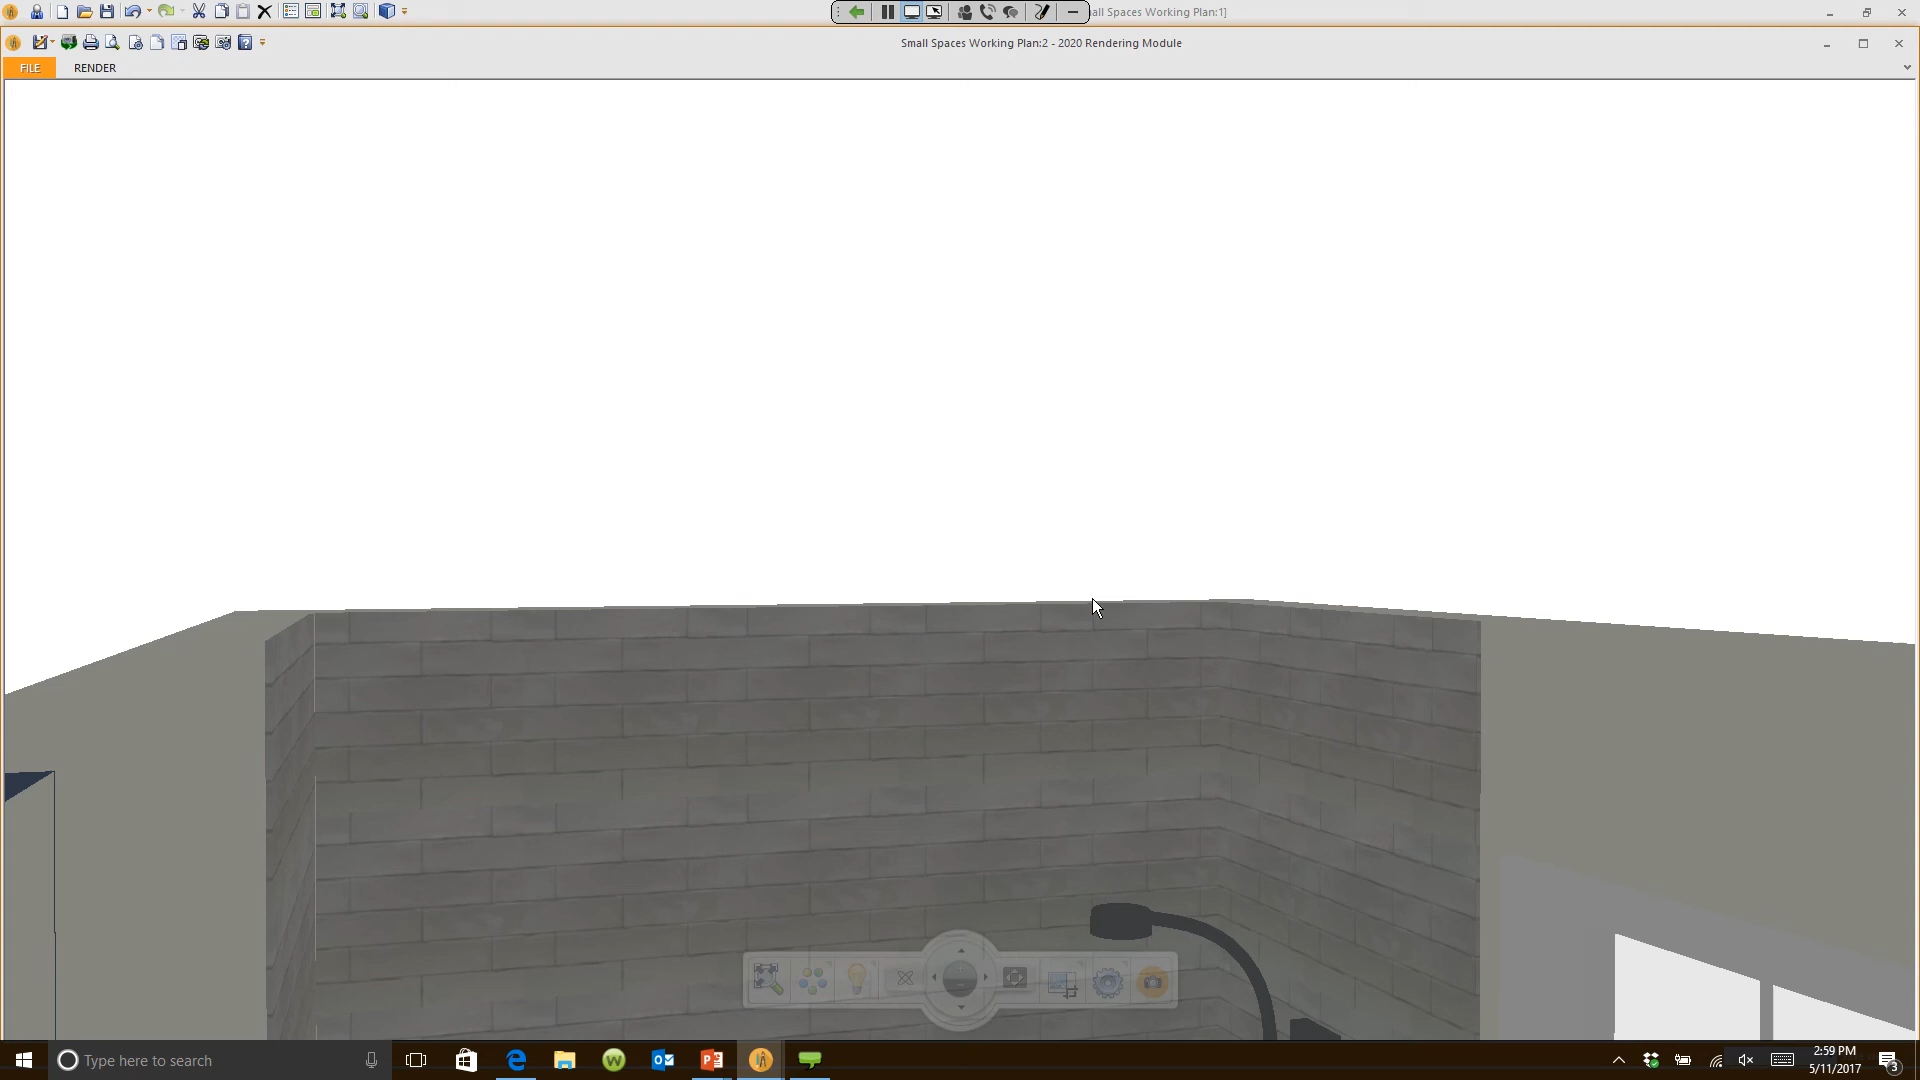 all Spaces Working Plan:1]
Small Spaces Working Plan:2 - 2020 Rendering Module
FILE
RENDER
Type here to search
2:59 PM
5/11/2017
3